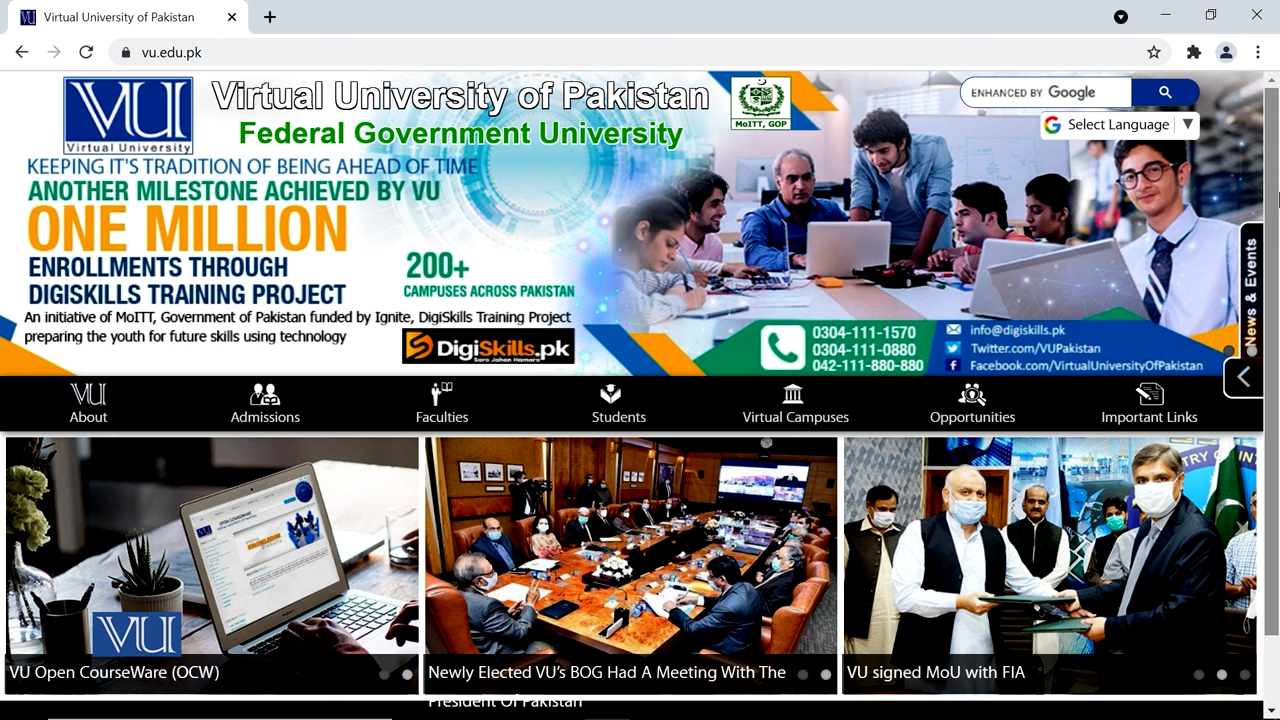 Virtual University of Pakistan
vu.edu.pk
VU
Virtual University
Virtual University of Pakistan
Federal Government University
MoITT, GOP
ENHANCED BY Google
Select Language
KEEPING IT'S TRADITION OF BEING AHEAD OF TIME
ANOTHER MILESTONE ACHIEVED BY VU
ONE MILLION
ENROLLMENTS THROUGH
DIGISKILLS TRAINING PROJECT
200+
CAMPUSES ACROSS PAKISTAN
An initiative of MoITT, Government of Pakistan funded by Ignite, DigiSkills Training Project
preparing the youth for future skills using technology
DigiSkills.pk
Sara Jahan Hamara
0304-111-1570
0304-111-0880
042-111-880-880
info@digiskills.pk
Twitter.com/VUPakistan
Facebook.com/VirtualUniversityOfPakistan
News & Events
VU
About
Admissions
Faculties
Students
Virtual Campuses
Opportunities
Important Links
VU
VU Open CourseWare (OCW)
Newly Elected VU’s BOG Had A Meeting With The
President Of Pakistan
VU signed MoU with FIA